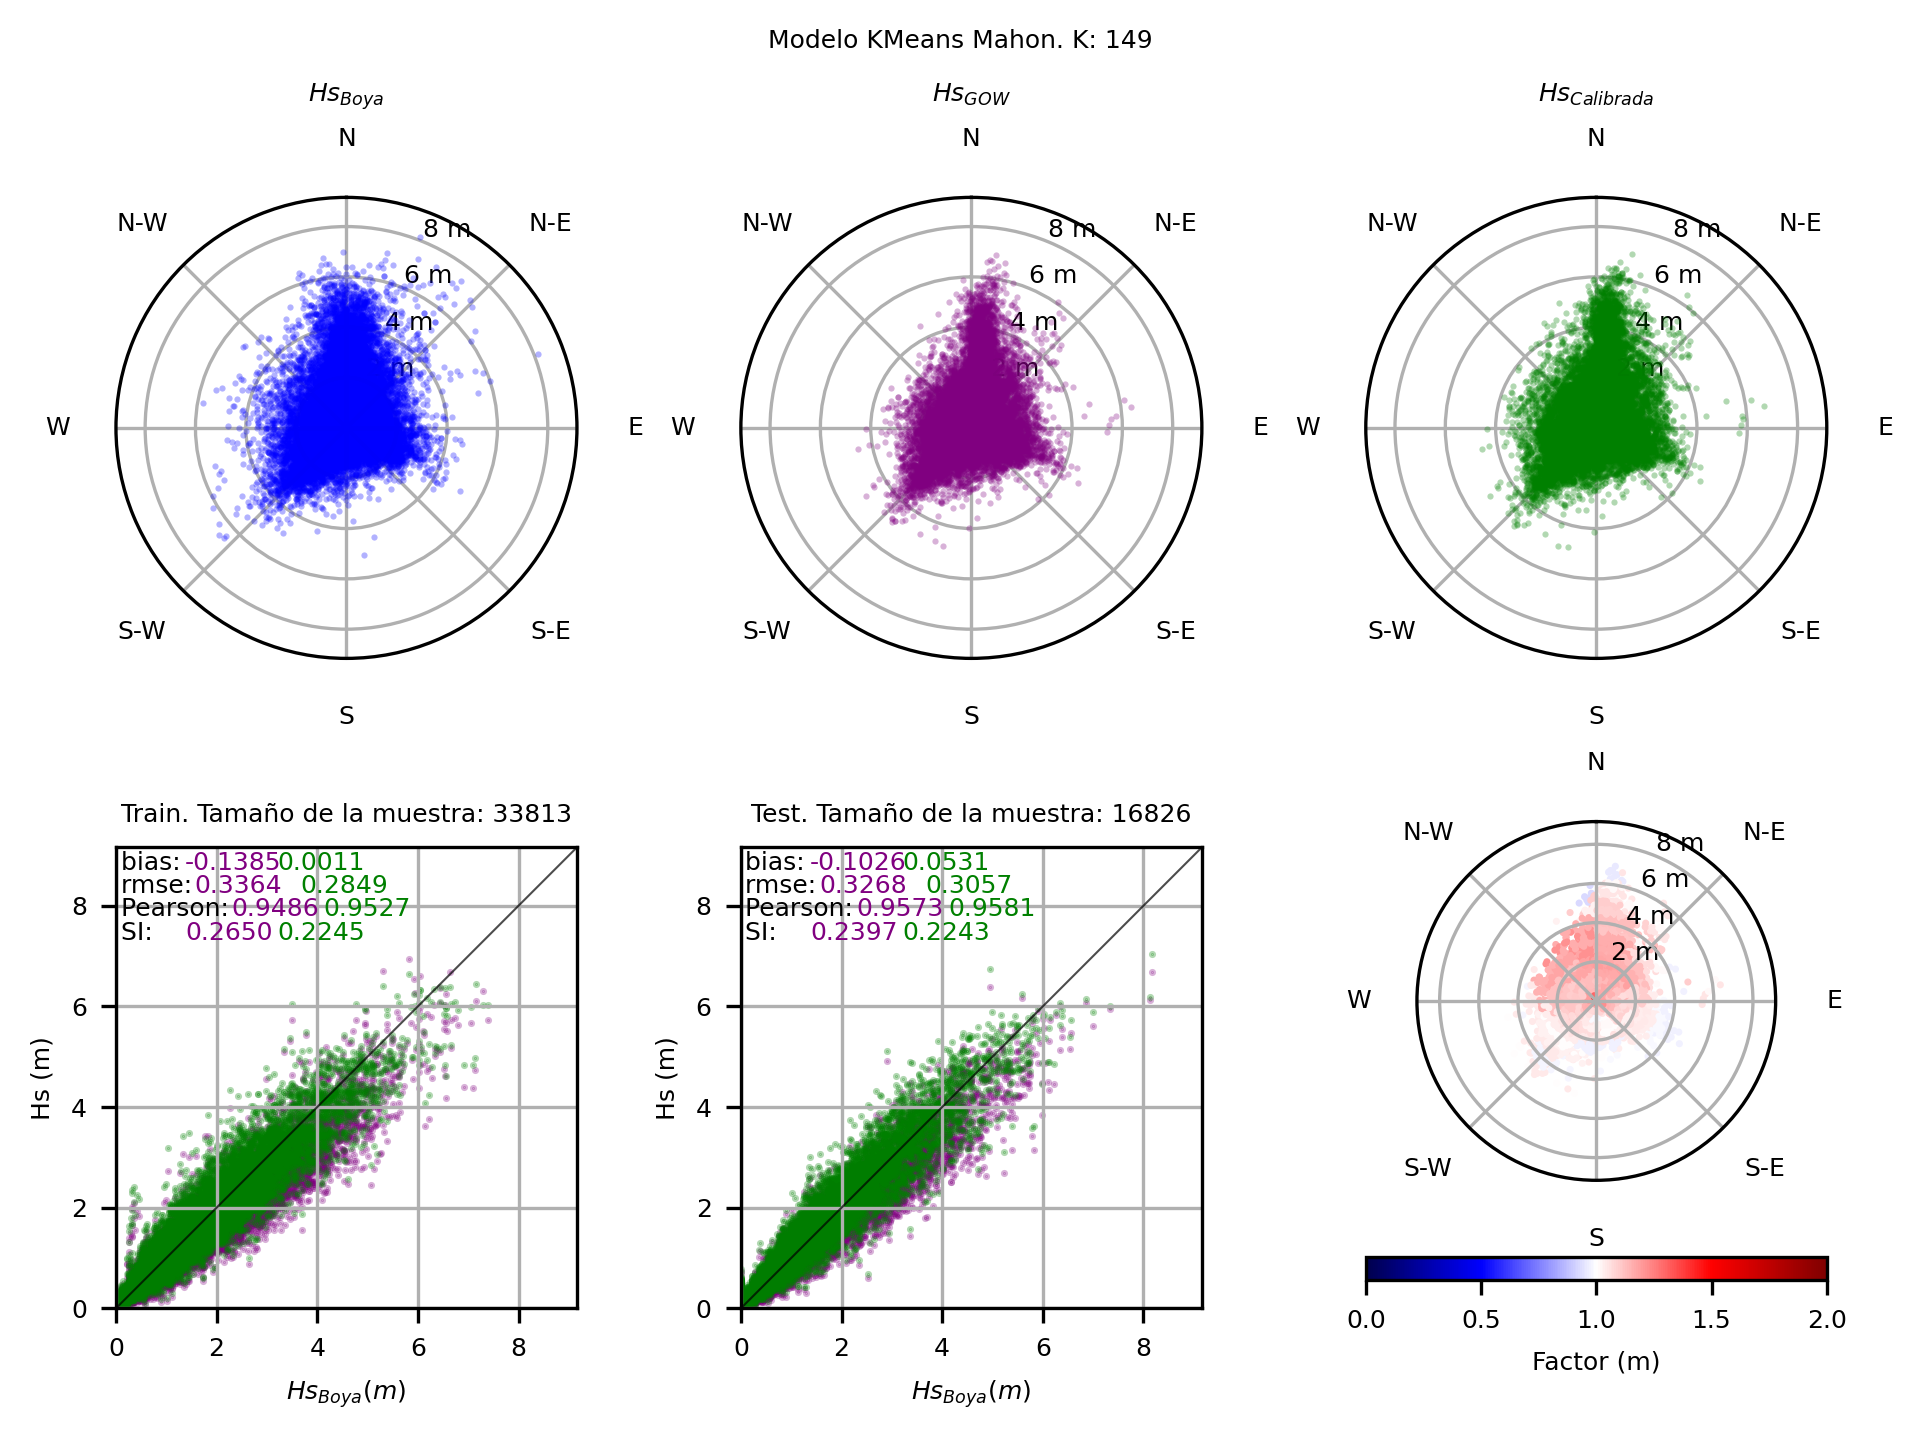 Modelo KMeans Mahon. K: 149
Hs_Boya
N
N-W
N-E
8 m
6 m
4 m
m
W
E
S-W
S-E
S
Hs_GOW
N
N-W
N-E
8 m
6 m
4 m
m
W
E
S-W
S-E
S
Hs_Calibrada
N
N-W
N-E
8 m
6 m
4 m
m
W
E
S-W
S-E
S
Train. Tamaño de la muestra: 33813
bias: -0.1385 0.0011
rmse: 0.3364 0.2849
Pearson: 0.9486 0.9527
SI: 0.2650 0.2245
Hs (m)
8
6
4
2
0
0 2 4 6 8
Hs_Boya(m)
Test. Tamaño de la muestra: 16826
bias: -0.1026 0.0531
rmse: 0.3268 0.3057
Pearson: 0.9573 0.9581
SI: 0.2397 0.2243
Hs (m)
8
6
4
2
0
0 2 4 6 8
Hs_Boya(m)
N
N-W
N-E
8 m
6 m
4 m
2 m
W
E
S-W
S-E
S
0.0 0.5 1.0 1.5 2.0
Factor (m)